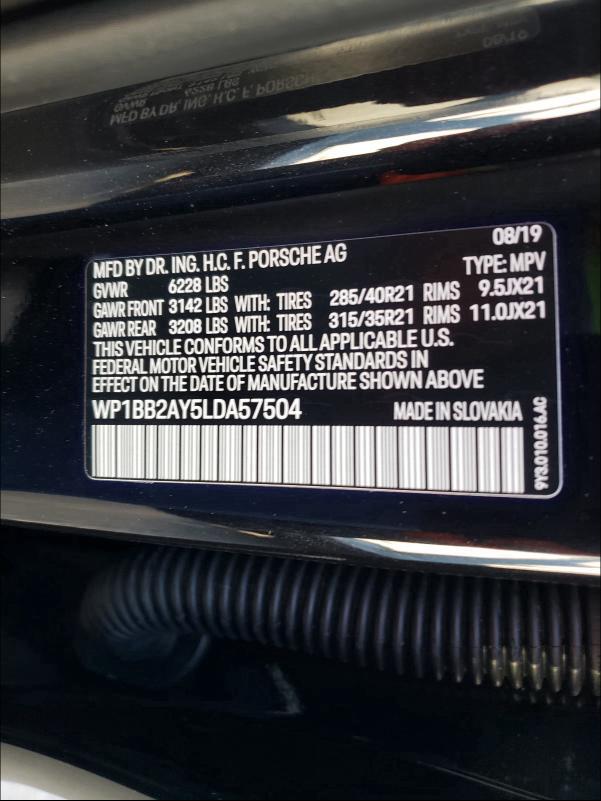 MFD BY DR. ING. H.C. F. PORSCHE AG 08/19
GVWR 6228 LBS TYPE: MPV
GAWR FRONT 3142 LBS WITH: TIRES 285/40R21 RIMS 9.5JX21
GAWR REAR 3208 LBS WITH: TIRES 315/35R21 RIMS 11.0JX21
THIS VEHICLE CONFORMS TO ALL APPLICABLE U.S.
FEDERAL MOTOR VEHICLE SAFETY STANDARDS IN
EFFECT ON THE DATE OF MANUFACTURE SHOWN ABOVE
WP1BB2AY5LDA57504 MADE IN SLOVAKIA
9Y3.010.016.AC